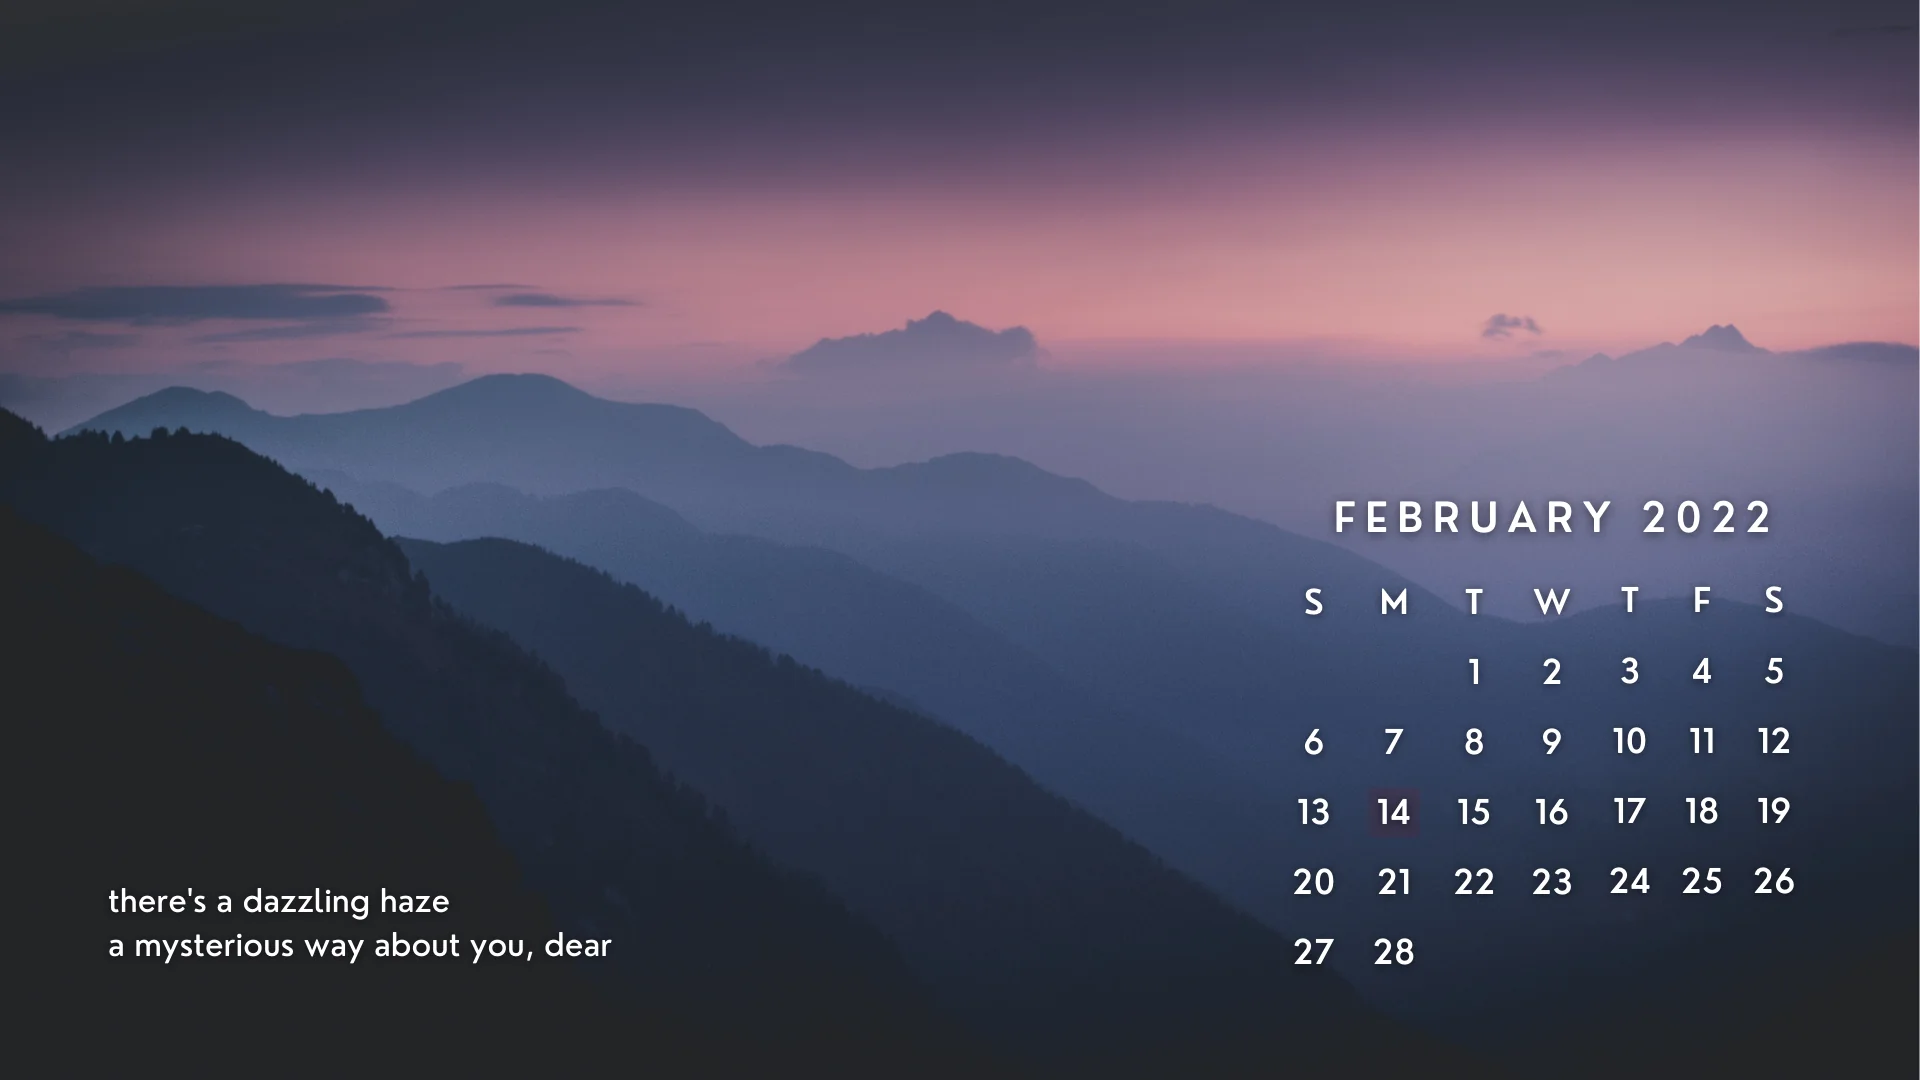 FEBRUARY 2022
S M T W T F S
1 2 3 4 5
6 7 8 9 10 11 12
13 14 15 16 17 18 19
20 21 22 23 24 25 26
27 28
there's a dazzling haze
a mysterious way about you, dear